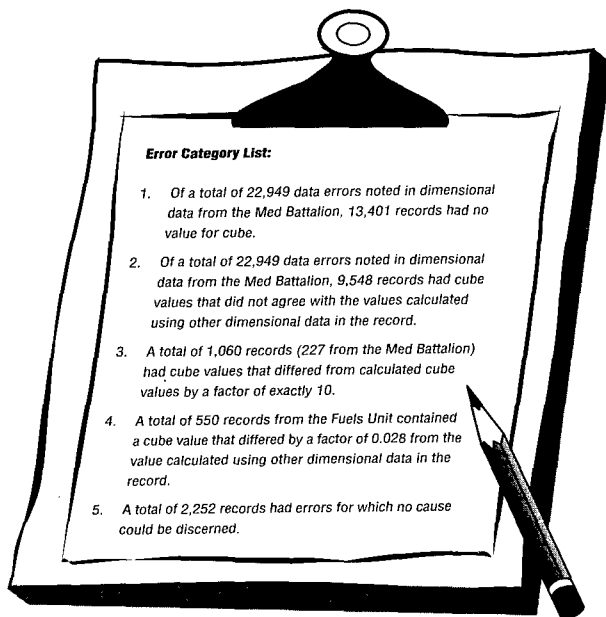 Error Category List:
1. Of a total of 22,949 data errors noted in dimensional
data from the Med Battalion, 13,401 records had no
value for cube.
2. Of a total of 22,949 data errors noted in dimensional
data from the Med Battalion, 9,548 records had cube
values that did not agree with the values calculated
using other dimensional data in the record.
3. A total of 1,060 records (227 from the Med Battalion)
had cube values that differed from calculated cube
values by a factor of exactly 10.
4. A total of 550 records from the Fuels Unit contained
a cube value that differed by a factor of 0.028 from the
value calculated using other dimensional data in the
record.
5. A total of 2,252 records had errors for which no cause
could be discerned.